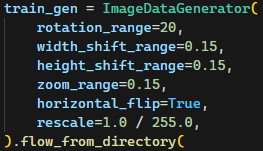 train_gen = ImageDataGenerator(
    rotation_range=20,
    width_shift_range=0.15,
    height_shift_range=0.15,
    zoom_range=0.15,
    horizontal_flip=True,
    rescale=1.0 / 255.0,
).flow_from_directory(